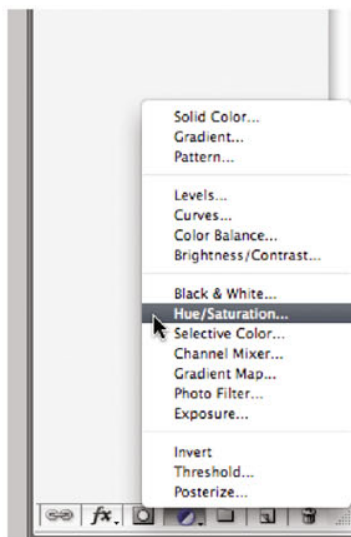 Solid Color...
Gradient...
Pattern...
Levels...
Curves...
Color Balance...
Brightness/Contrast...
Black & White...
Hue/Saturation...
Selective Color...
Channel Mixer...
Gradient Map...
Photo Filter...
Exposure...
Invert
Threshold...
Posterize...
fx.